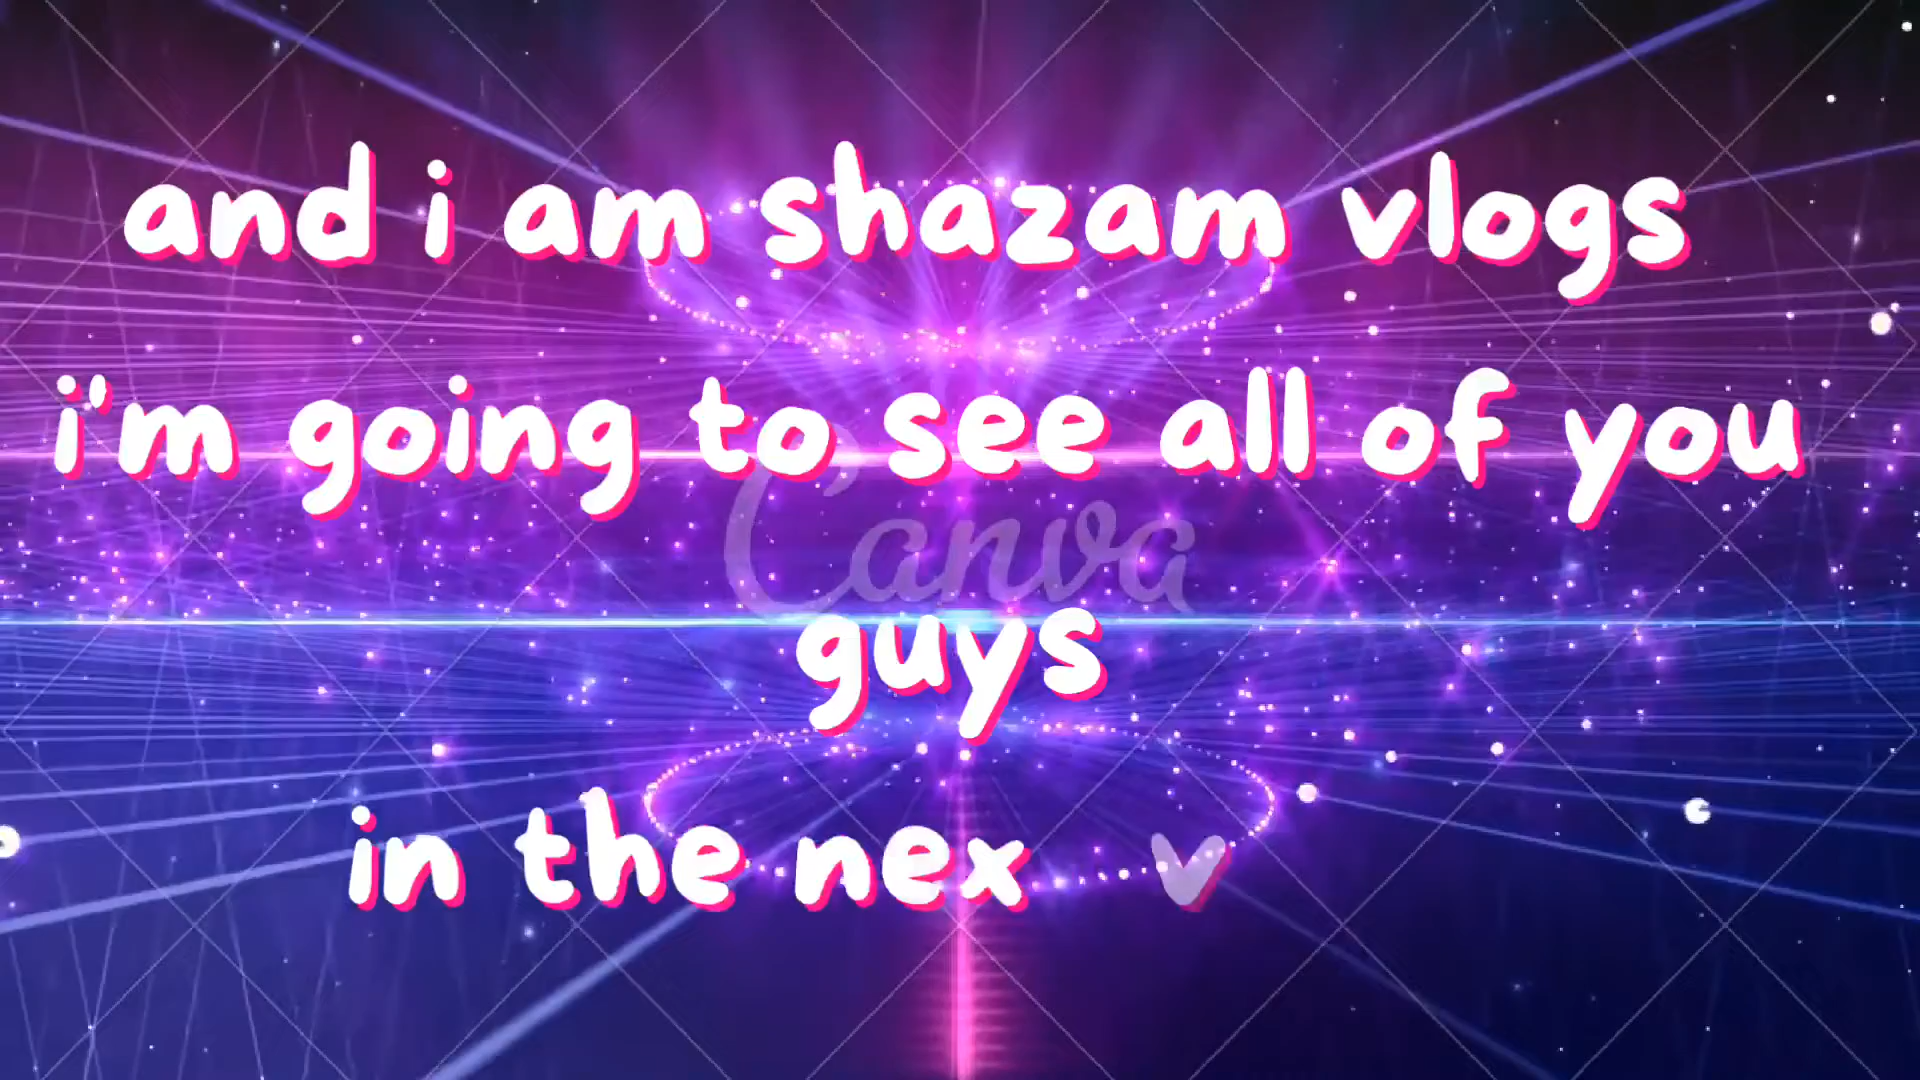 and i am shazam vlogs
i'm going to see all of you
Canva
guys
in the nex v